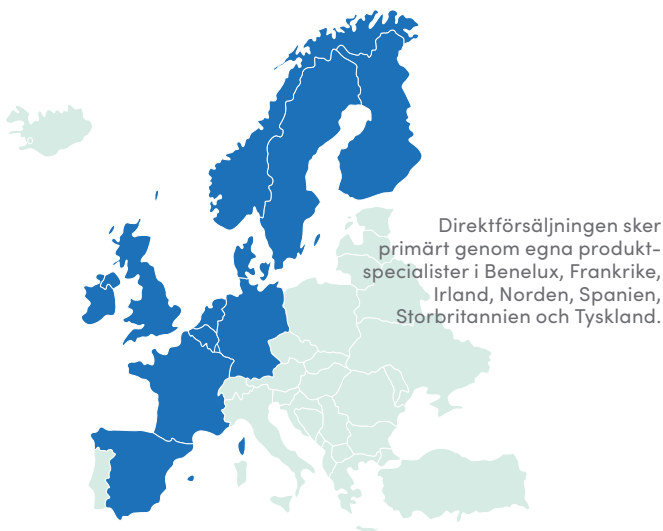 Direktförsäljningen sker
primärt genom egna produkt-
specialister i Benelux, Frankrike,
Irland, Norden, Spanien,
Storbritannien och Tyskland.